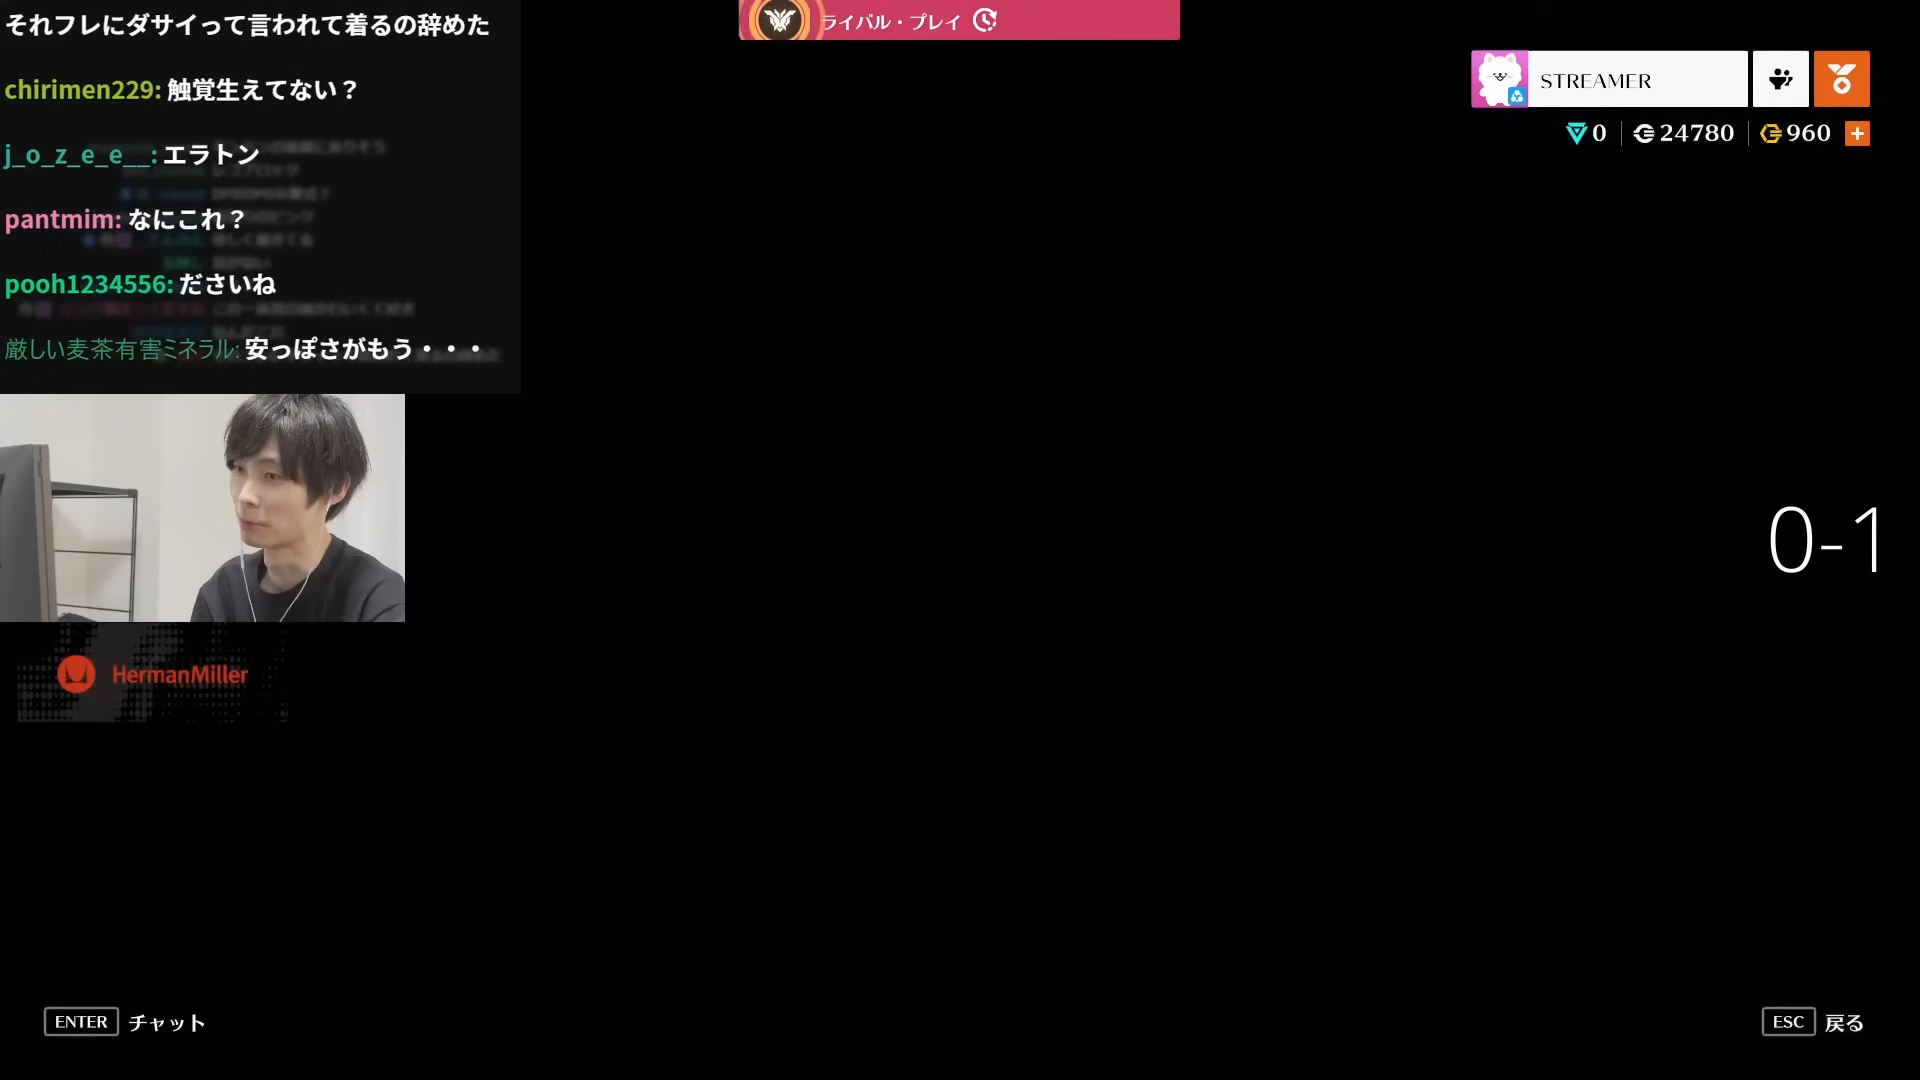 それフレにダサイって言われて着るの辞めた
chirimen229: 触覚生えてない？
j_o_z_e_e__: エラトン
pantmim: なにこれ？
pooh1234556: ださいね
厳しい麦茶有害ミネラル: 安っぽさがもう・・・
ライバル・プレイ
STREAMER
0 24780 960
0-1
HermanMiller
ENTER チャット
ESC 戻る